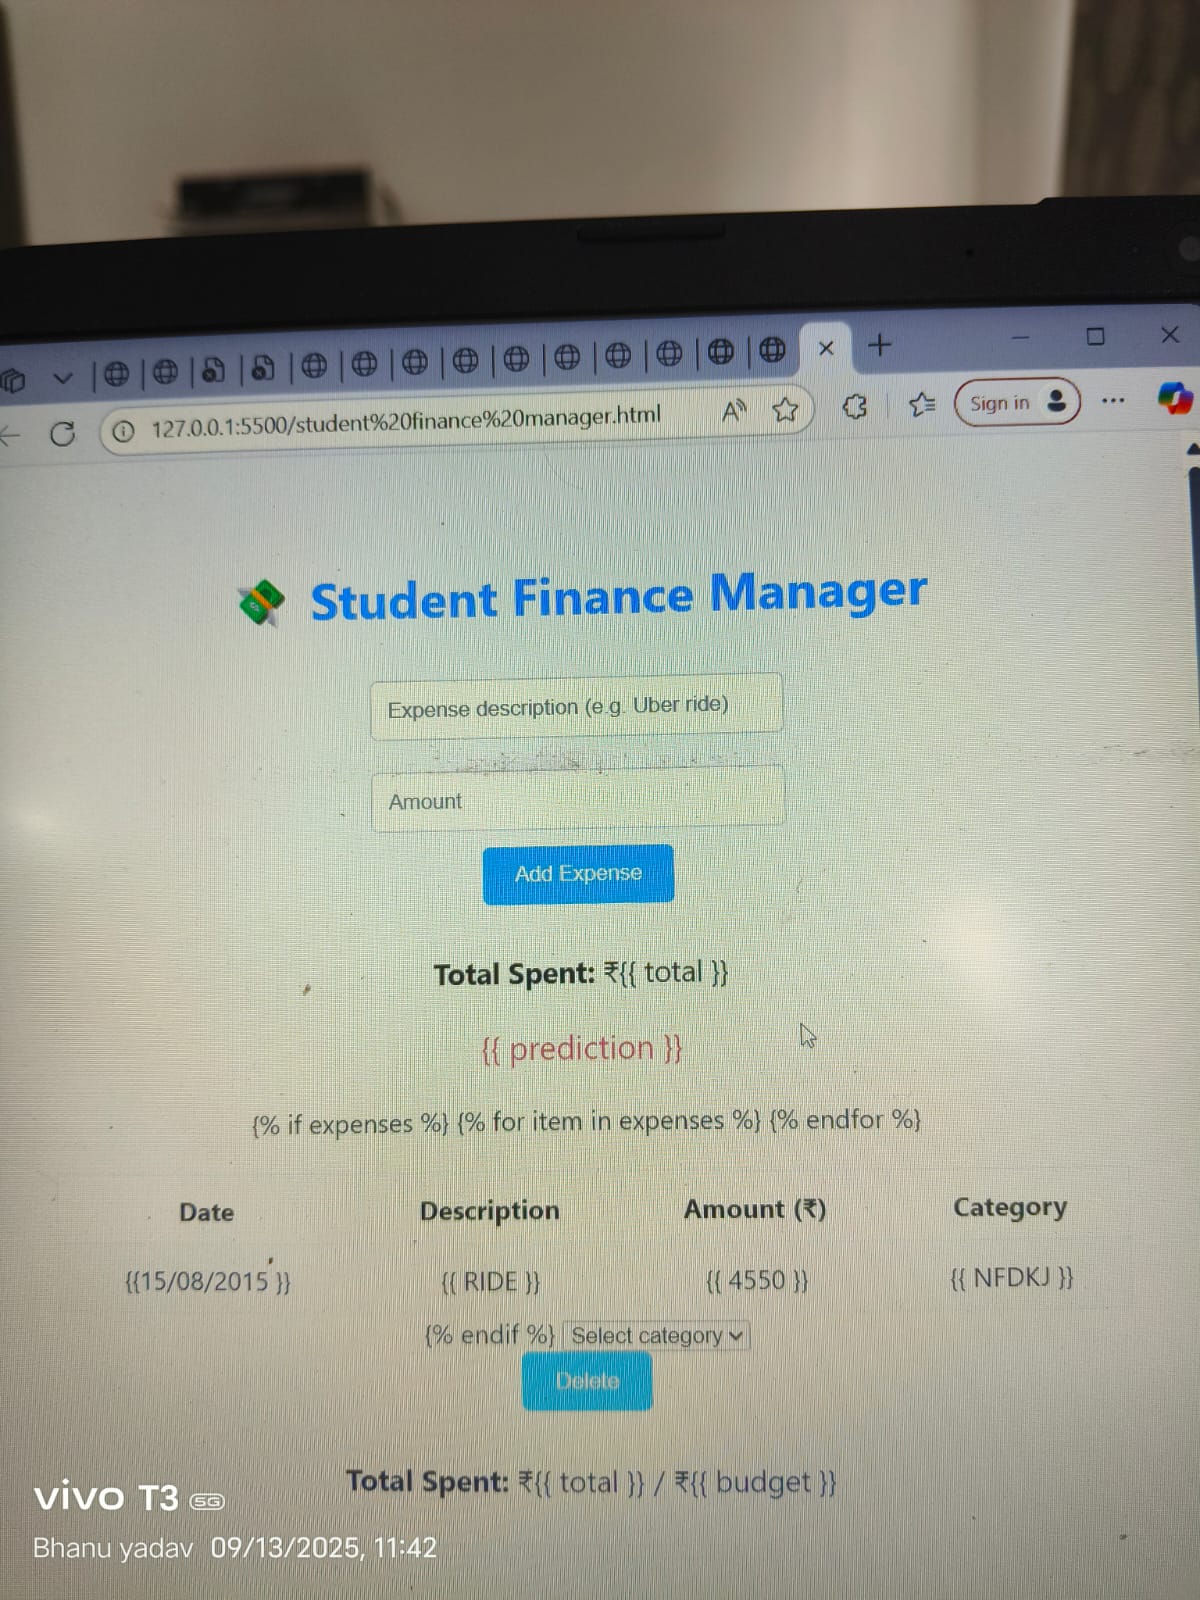 127.0.0.1:5500/student%20finance%20manager.html
Sign in
Student Finance Manager
Expense description (e.g. Uber ride)
Amount
Add Expense
Total Spent: ₹{{ total }}
{{ prediction }}
{% if expenses %} {% for item in expenses %} {% endfor %}
Date Description Amount (₹) Category
{{15/08/2015 }} {{ RIDE }} {{ 4550 }} {{ NFDKJ }}
{% endif %} Select category
Delete
Total Spent: ₹{{ total }} / ₹{{ budget }}
vivo T3 5G
Bhanu yadav 09/13/2025, 11:42